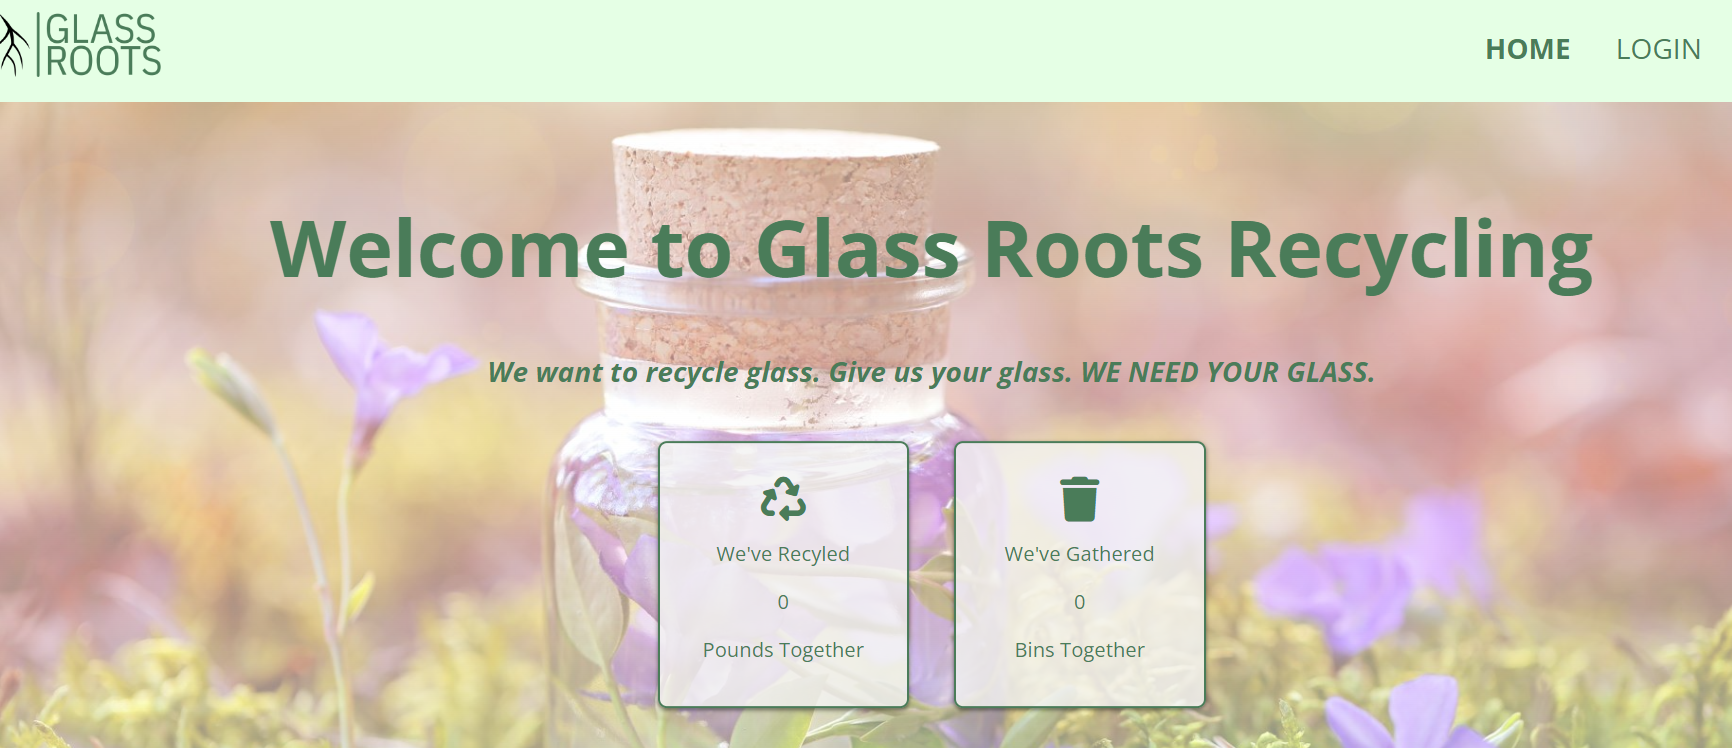 GLASS
ROOTS
HOME
LOGIN
Welcome to Glass Roots Recycling
We want to recycle glass. Give us your glass. WE NEED YOUR GLASS.
We've Recyled
0
Pounds Together
We've Gathered
0
Bins Together